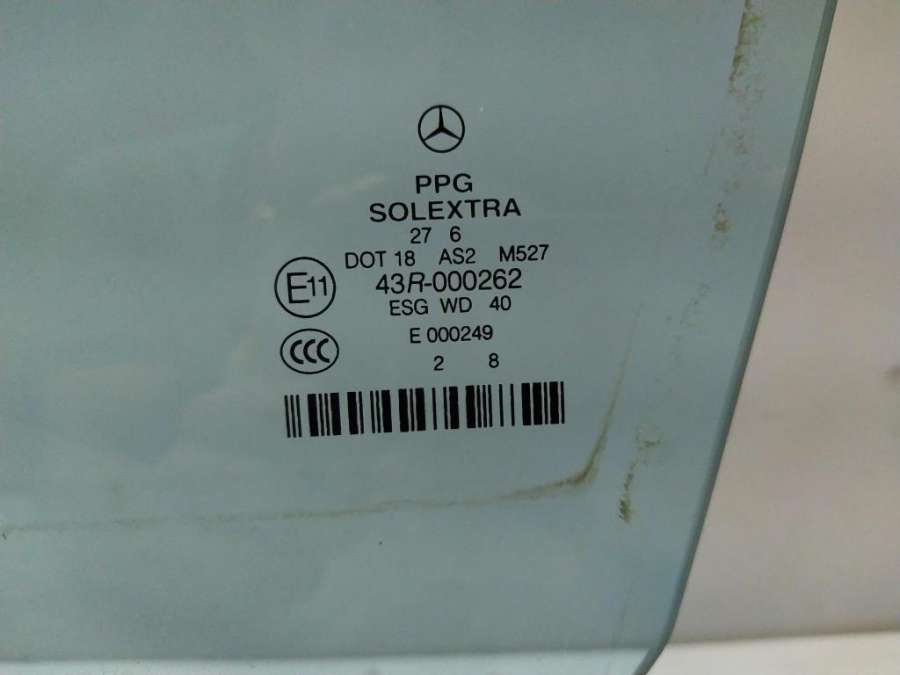 PPG
SOLEXTRA
27 6
DOT 18 AS2 M527
E11 43R-000262
ESG WD 40
CCC E 000249
2 8